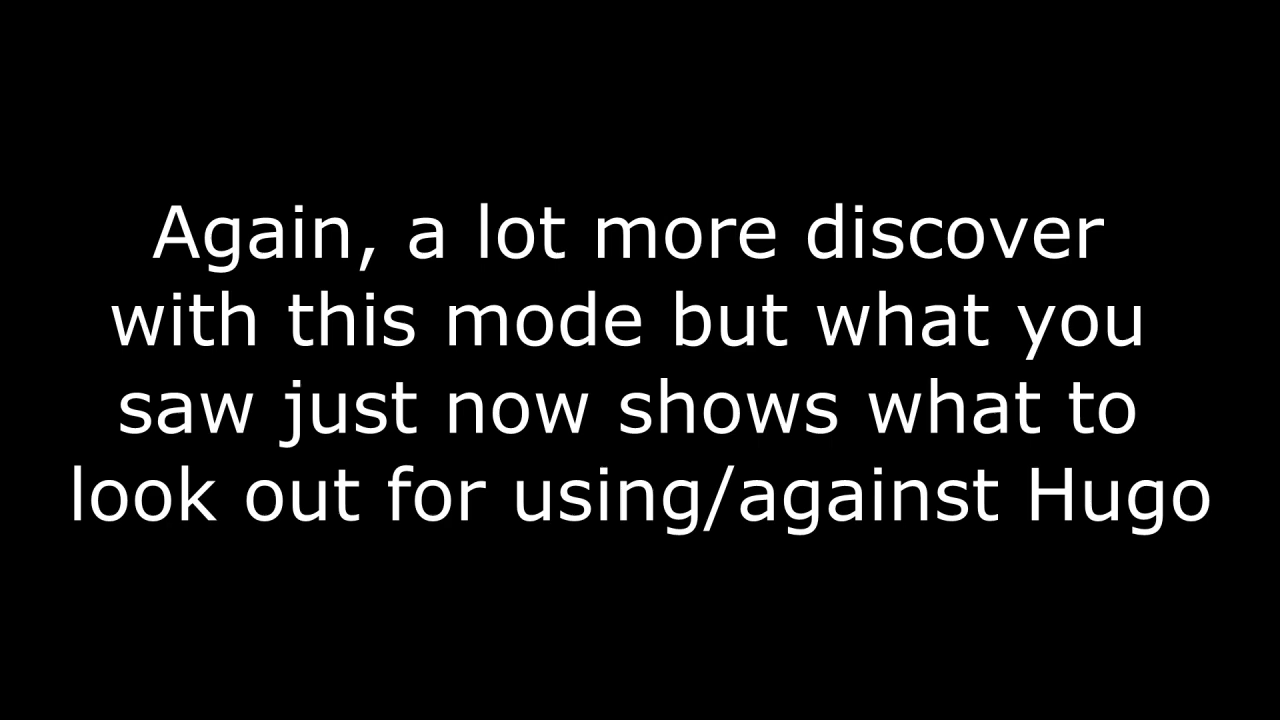 Again, a lot more discover
with this mode but what you
saw just now shows what to
look out for using/against Hugo